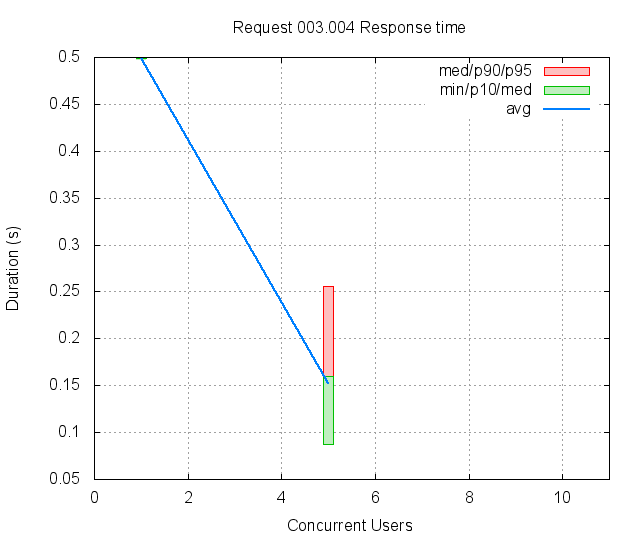 Request 003.004 Response time
med/p90/p95
min/p10/med
avg
0.5
0.45
0.4
0.35
0.3
0.25
0.2
0.15
0.1
0.05
Duration (s)
0 2 4 6 8 10
Concurrent Users